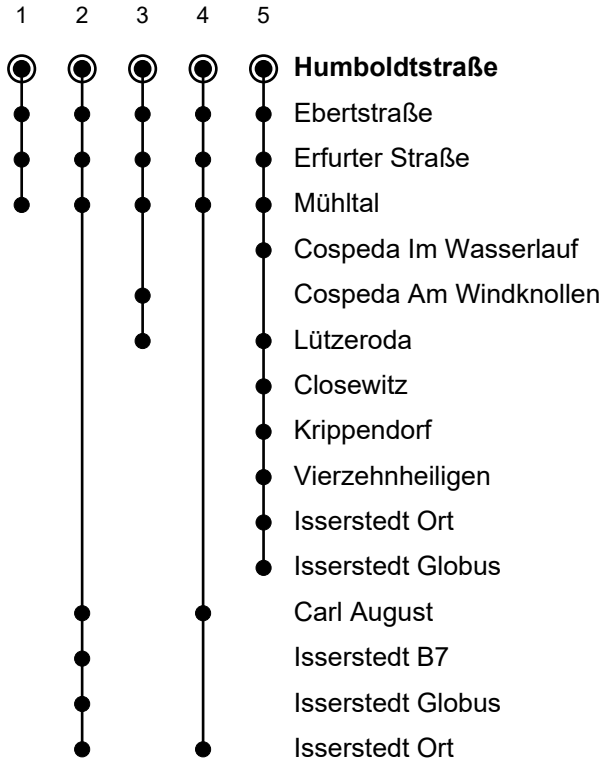 1 2 3 4 5
Humboldtstraße
Ebertstraße
Erfurter Straße
Mühltal
Cospeda Im Wasserlauf
Cospeda Am Windknollen
Lützeroda
Closewitz
Krippendorf
Vierzehnheiligen
Isserstedt Ort
Isserstedt Globus
Carl August
Isserstedt B7
Isserstedt Globus
Isserstedt Ort